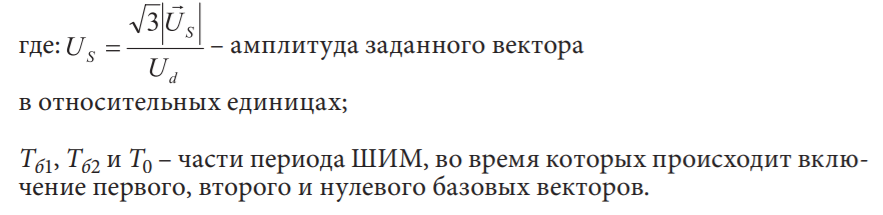 где: U_S = √3|U⃗_S| / U_d – амплитуда заданного вектора
в относительных единицах;
T_б1, T_б2 и T_0 – части периода ШИМ, во время которых происходит вклю-
чение первого, второго и нулевого базовых векторов.